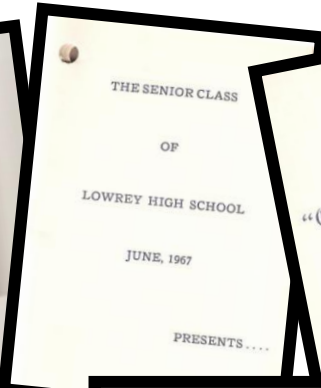 THE SENIOR CLASS
OF
LOWREY HIGH SCHOOL
JUNE, 1967
PRESENTS....